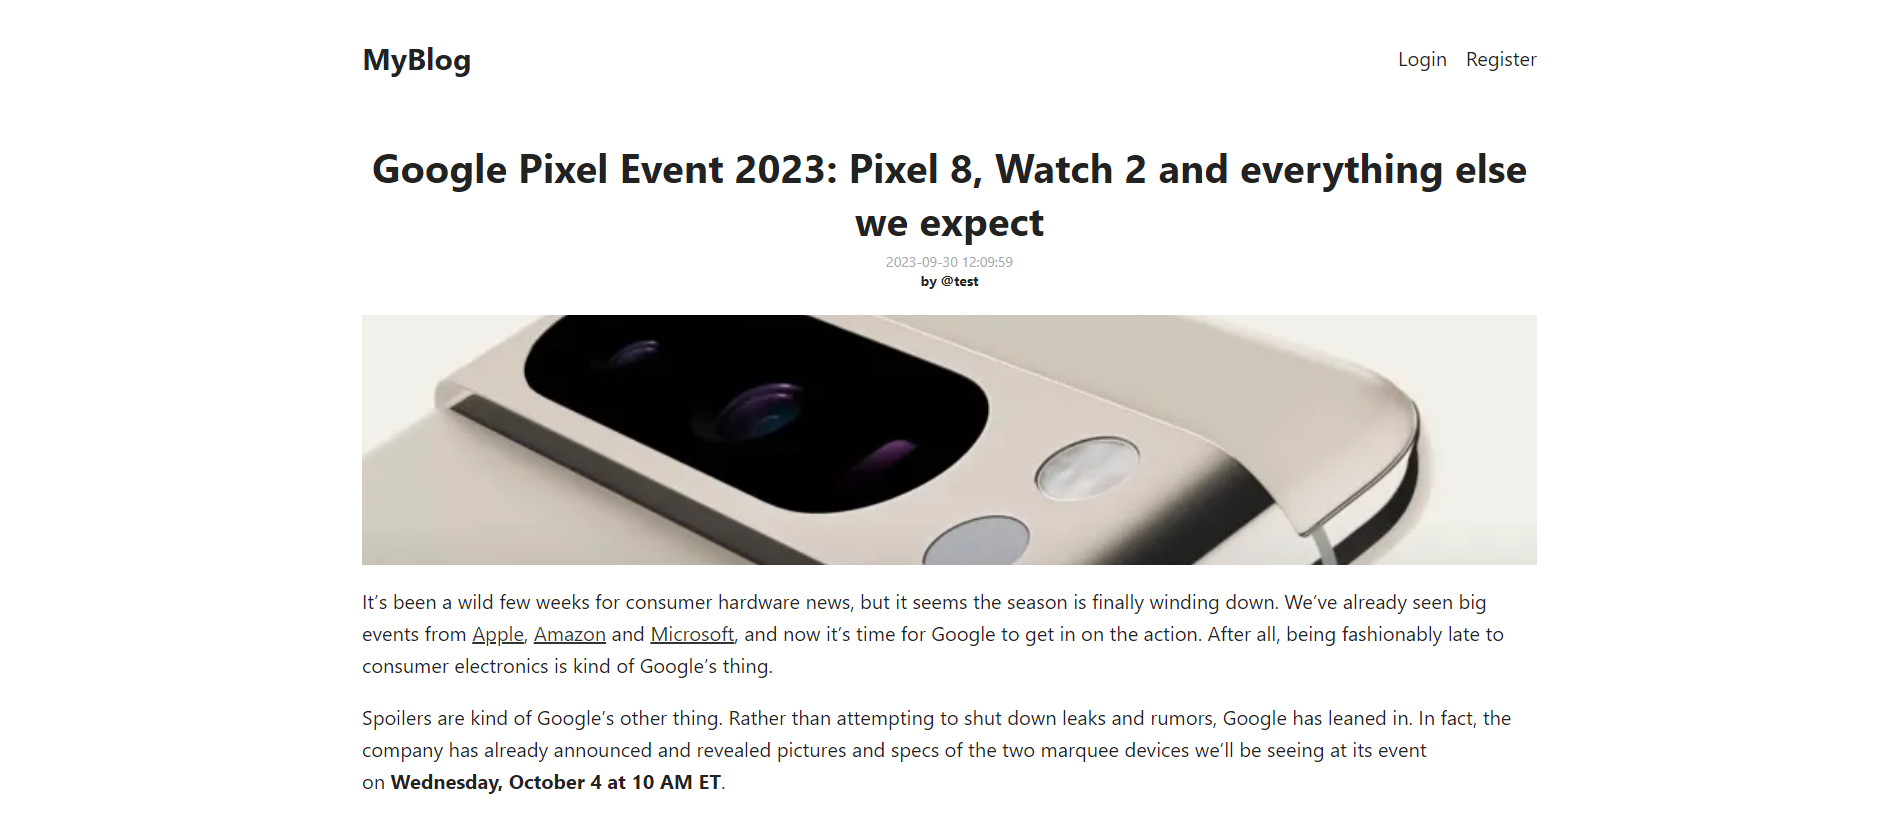 MyBlog
Login Register
Google Pixel Event 2023: Pixel 8, Watch 2 and everything else
we expect
2023-09-30 12:09:59
by @test
It’s been a wild few weeks for consumer hardware news, but it seems the season is finally winding down. We’ve already seen big
events from Apple, Amazon and Microsoft, and now it’s time for Google to get in on the action. After all, being fashionably late to
consumer electronics is kind of Google’s thing.
Spoilers are kind of Google’s other thing. Rather than attempting to shut down leaks and rumors, Google has leaned in. In fact, the
company has already announced and revealed pictures and specs of the two marquee devices we’ll be seeing at its event
on Wednesday, October 4 at 10 AM ET.